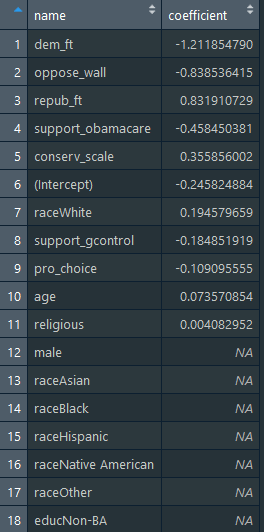 name coefficient
1 dem_ft -1.211854790
2 oppose_wall -0.838536415
3 repub_ft 0.831910729
4 support_obamacare -0.458450381
5 conserv_scale 0.355856002
6 (Intercept) -0.245824884
7 raceWhite 0.194579659
8 support_gcontrol -0.184851919
9 pro_choice -0.109095555
10 age 0.073570854
11 religious 0.004082952
12 male NA
13 raceAsian NA
14 raceBlack NA
15 raceHispanic NA
16 raceNative American NA
17 raceOther NA
18 educNon-BA NA